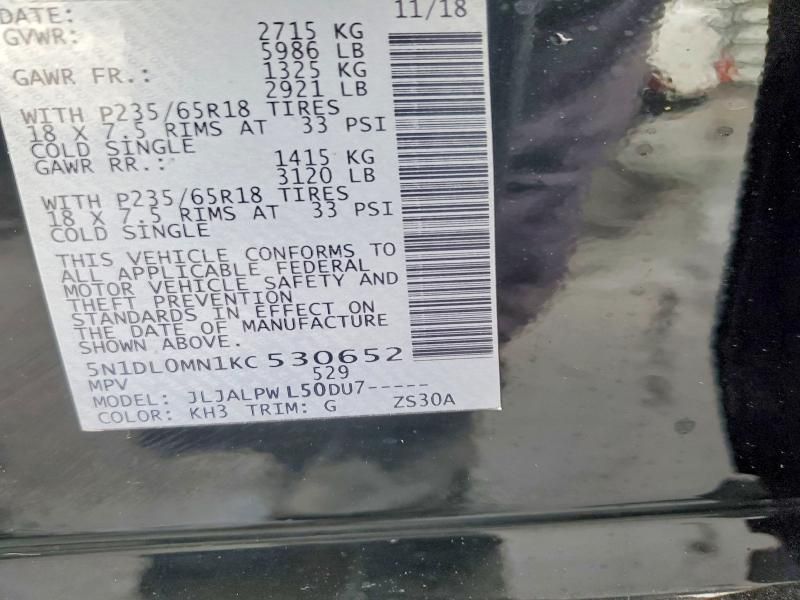 DATE: 11/18
GVWR: 2715 KG
5986 LB
GAWR FR.: 1325 KG
2921 LB
WITH P235/65R18 TIRES
18 X 7.5 RIMS AT 33 PSI
COLD SINGLE
GAWR RR.: 1415 KG
3120 LB
WITH P235/65R18 TIRES
18 X 7.5 RIMS AT 33 PSI
COLD SINGLE
THIS VEHICLE CONFORMS TO
ALL APPLICABLE FEDERAL
MOTOR VEHICLE SAFETY AND
THEFT PREVENTION
STANDARDS IN EFFECT ON
THE DATE OF MANUFACTURE
SHOWN ABOVE.
5N1DL0MN1KC530652
MPV 529
MODEL: JLJALPWL50DU7-----
COLOR: KH3 TRIM: G ZS30A